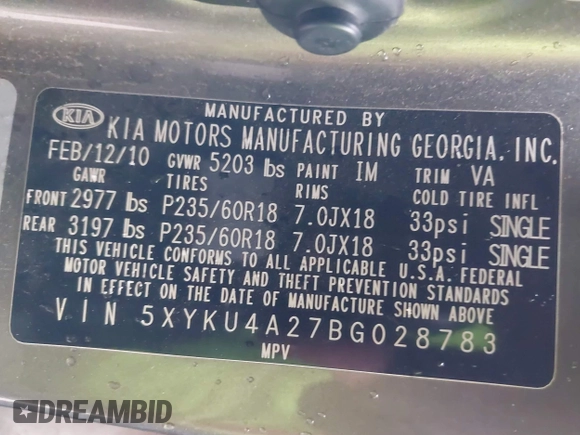 MANUFACTURED BY
KIA KIA MOTORS MANUFACTURING GEORGIA, INC.
FEB/12/10 GVWR 5203 lbs PAINT IM TRIM VA
GAWR TIRES RIMS COLD TIRE INFL
FRONT 2977 lbs P235/60R18 7.0JX18 33psi SINGLE
REAR 3197 lbs P235/60R18 7.0JX18 33psi SINGLE
THIS VEHICLE CONFORMS TO ALL APPLICABLE U.S.A. FEDERAL
MOTOR VEHICLE SAFETY AND THEFT PREVENTION STANDARDS
IN EFFECT ON THE DATE OF MANUFACTURE SHOWN ABOVE
VIN 5XYKU4A27BG028783
MPV
DREAMBID